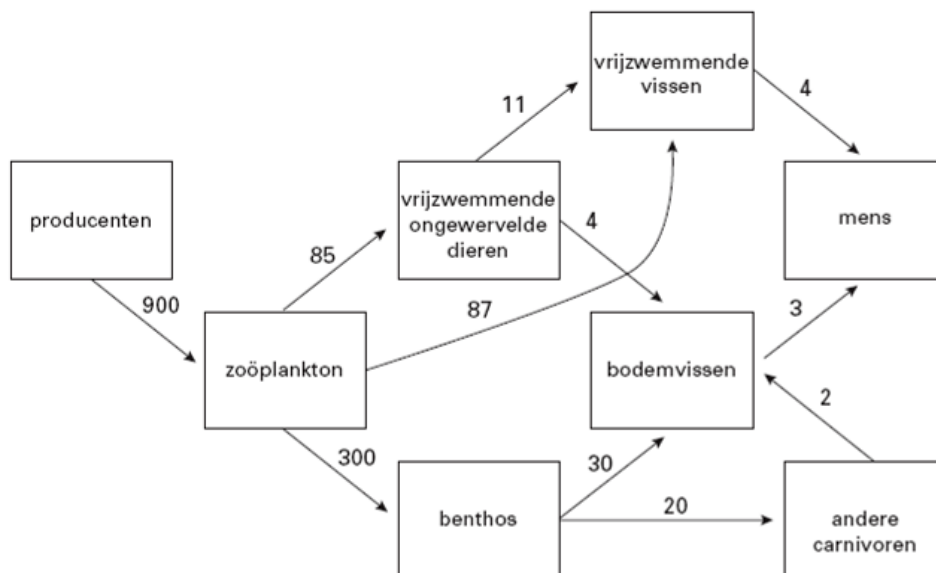 vrijzwemmende
vissen
4
11
producenten
vrijzwemmende
ongewervelde
dieren
mens
4
85
900
87
3
zoöplankton
bodemvissen
2
300
30
benthos
20
andere
carnivoren